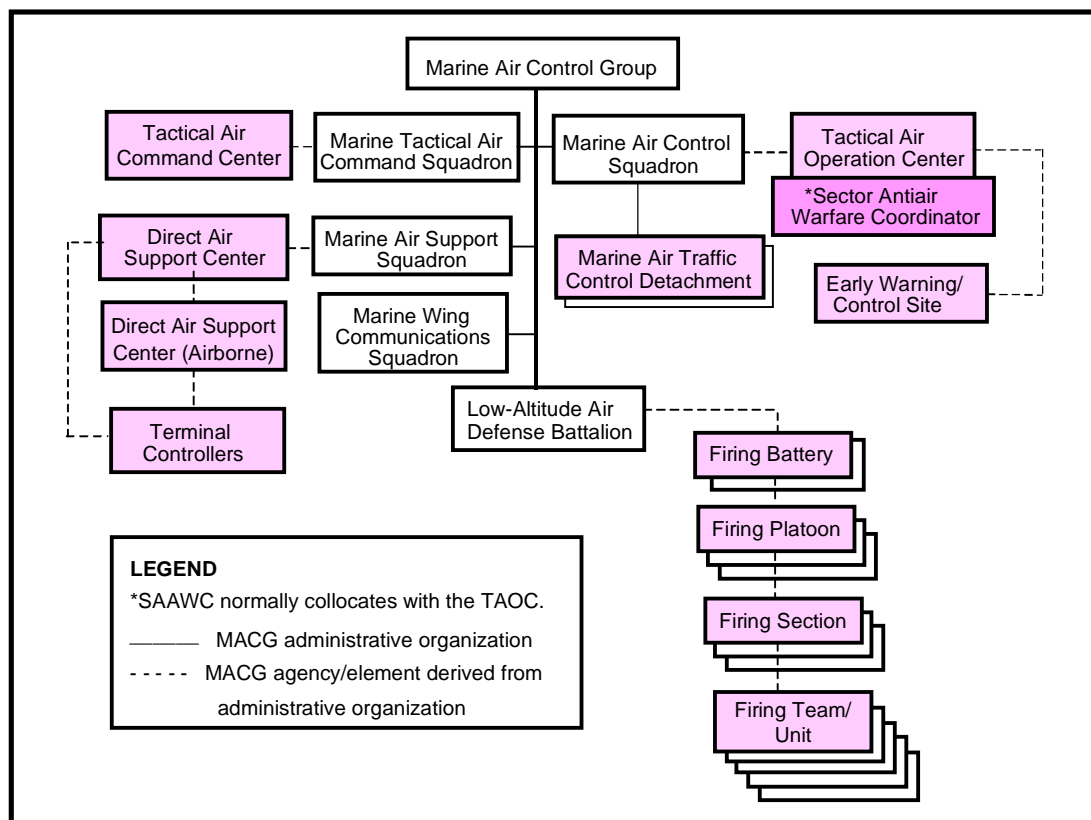 Marine Air Control Group
Tactical Air
Command Center
Marine Tactical Air
Command Squadron
Marine Air Control
Squadron
Tactical Air
Operation Center
*Sector Antiair
Warfare Coordinator
Direct Air
Support Center
Marine Air Support
Squadron
Marine Air Traffic
Control Detachment
Early Warning/
Control Site
Direct Air Support
Center (Airborne)
Marine Wing
Communications
Squadron
Terminal
Controllers
Low-Altitude Air
Defense Battalion
Firing Battery
Firing Platoon
Firing Section
Firing Team/
Unit
LEGEND
*SAAWC normally collocates with the TAOC.
MACG administrative organization
MACG agency/element derived from
administrative organization